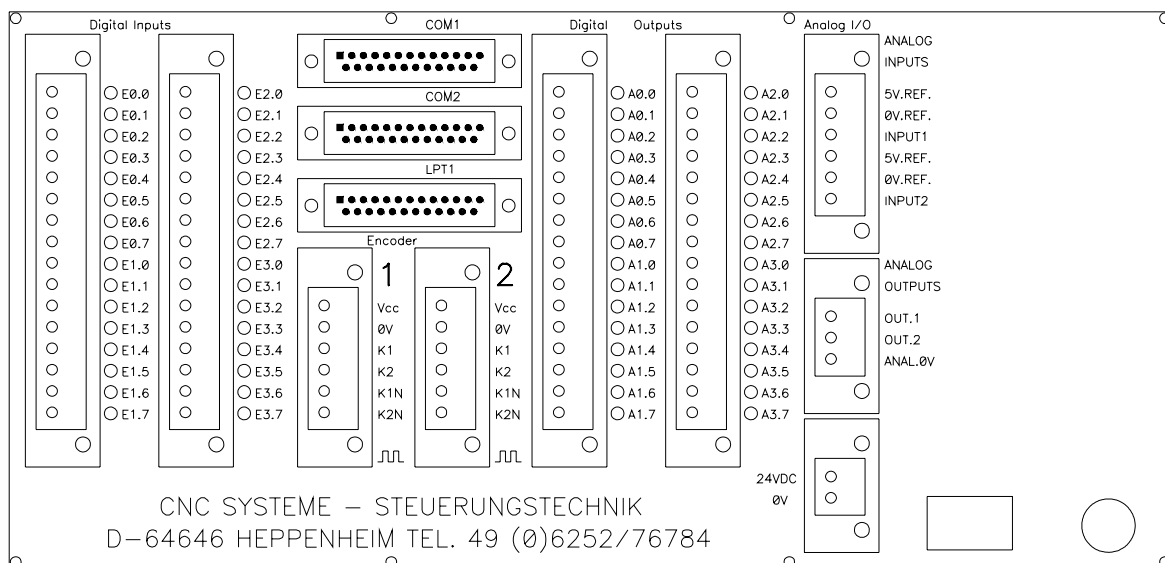 Digital Inputs
COM1
Digital Outputs
Analog I/O
E0.0
E0.1
E0.2
E0.3
E0.4
E0.5
E0.6
E0.7
E1.0
E1.1
E1.2
E1.3
E1.4
E1.5
E1.6
E1.7
E2.0
E2.1
E2.2
E2.3
E2.4
E2.5
E2.6
E2.7
E3.0
E3.1
E3.2
E3.3
E3.4
E3.5
E3.6
E3.7
COM2
LPT1
Encoder
1
Vcc
0V
K1
K2
K1N
K2N
2
Vcc
0V
K1
K2
K1N
K2N
A0.0
A0.1
A0.2
A0.3
A0.4
A0.5
A0.6
A0.7
A1.0
A1.1
A1.2
A1.3
A1.4
A1.5
A1.6
A1.7
A2.0
A2.1
A2.2
A2.3
A2.4
A2.5
A2.6
A2.7
A3.0
A3.1
A3.2
A3.3
A3.4
A3.5
A3.6
A3.7
ANALOG
INPUTS
5V.REF.
0V.REF.
INPUT1
5V.REF.
0V.REF.
INPUT2
ANALOG
OUTPUTS
OUT.1
OUT.2
ANAL.0V
24VDC
0V
CNC SYSTEME – STEUERUNGSTECHNIK
D–64646 HEPPENHEIM TEL. 49 (0)6252/76784